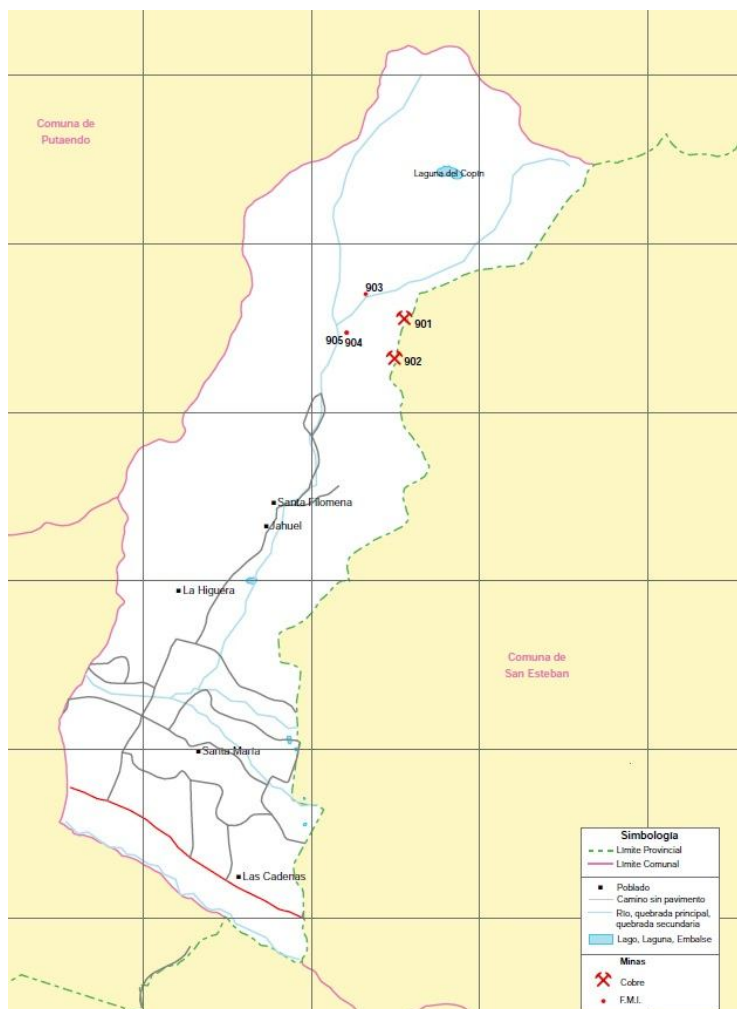 Comuna de
Putaendo
Laguna del Copín
903
901
905 904
902
Santa Filomena
Jahuel
La Higuera
Comuna de
San Esteban
Santa María
Las Cadenas
Simbología
Límite Provincial
Límite Comunal
Poblado
Camino sin pavimento
Río, quebrada principal,
quebrada secundaria
Lago, Laguna, Embalse
Minas
Cobre
F.M.I.